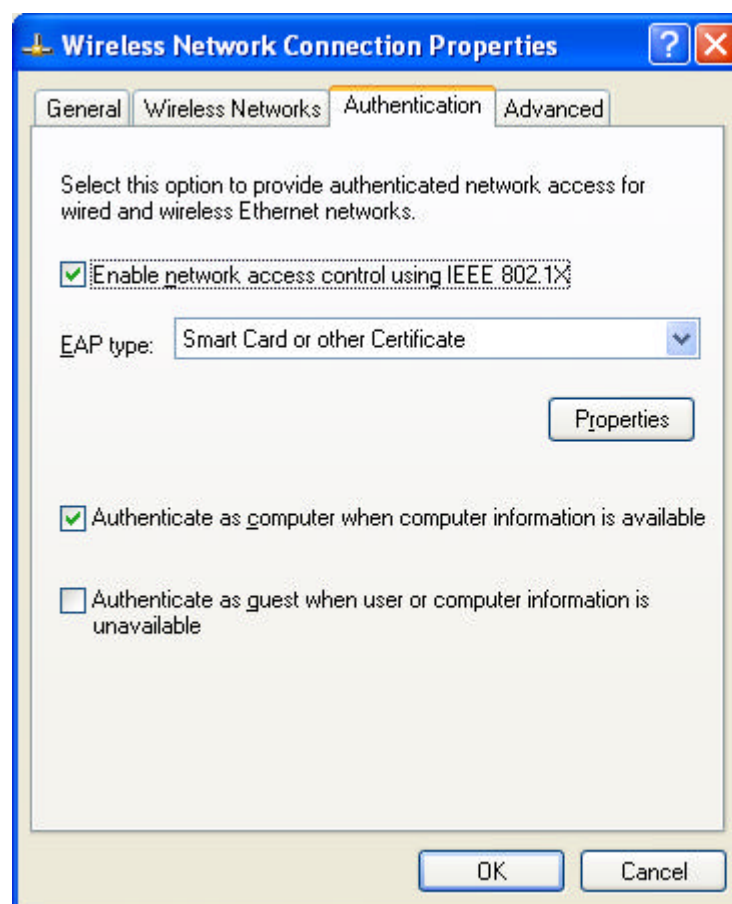 Wireless Network Connection Properties
General
Wireless Networks
Authentication
Advanced
Select this option to provide authenticated network access for
wired and wireless Ethernet networks.
Enable network access control using IEEE 802.1X
EAP type:
Smart Card or other Certificate
Properties
Authenticate as computer when computer information is available
Authenticate as guest when user or computer information is
unavailable
OK
Cancel